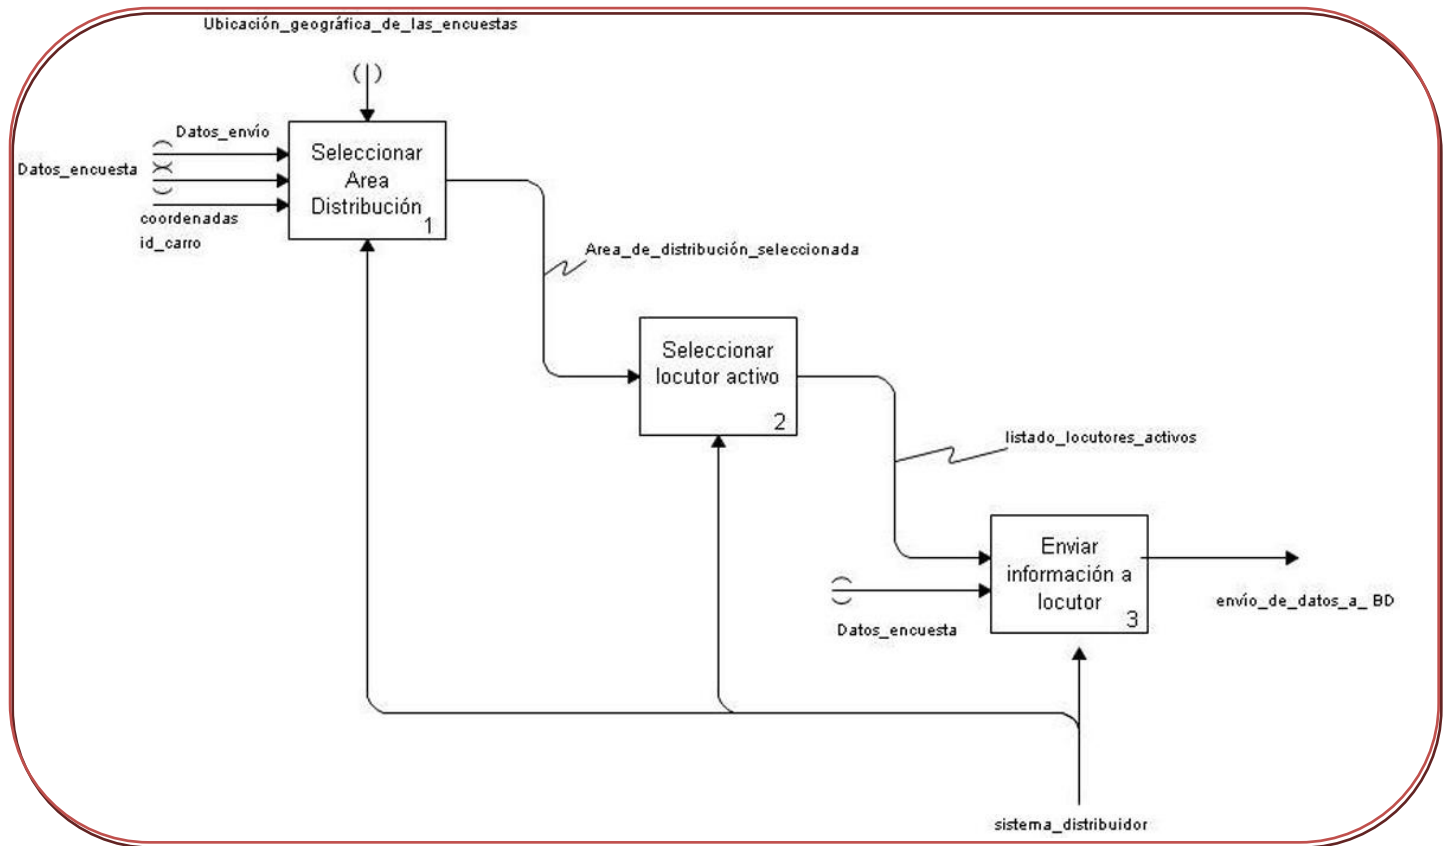 Ubicación_geográfica_de_las_encuestas
Datos_envío
Datos_encuesta
coordenadas
id_carro
Seleccionar
Area
Distribución
1
Area_de_distribución_seleccionada
Seleccionar
locutor activo
2
listado_locutores_activos
Enviar
información a
locutor
3
Datos_encuesta
envío_de_datos_a_ BD
sistema_distribuidor